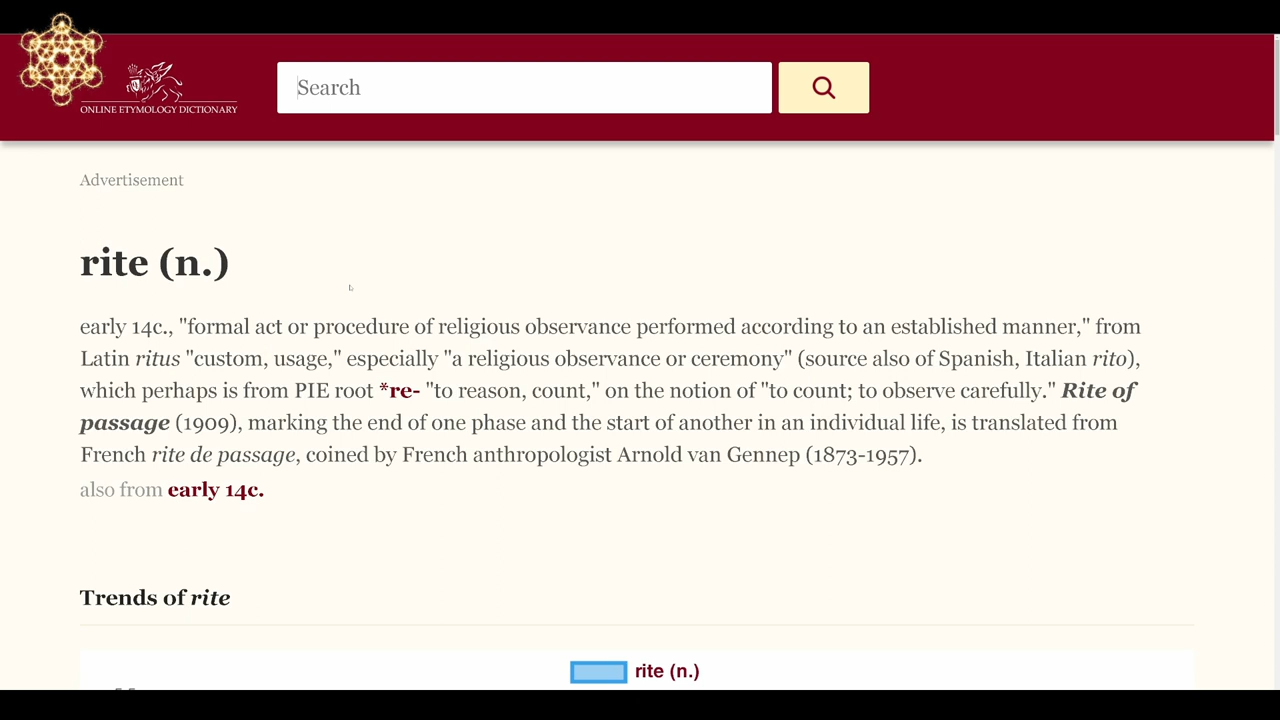 ONLINE ETYMOLOGY DICTIONARY
Search
Advertisement
rite (n.)
early 14c., "formal act or procedure of religious observance performed according to an established manner," from
Latin ritus "custom, usage," especially "a religious observance or ceremony" (source also of Spanish, Italian rito),
which perhaps is from PIE root *re- "to reason, count," on the notion of "to count; to observe carefully." Rite of
passage (1909), marking the end of one phase and the start of another in an individual life, is translated from
French rite de passage, coined by French anthropologist Arnold van Gennep (1873-1957).
also from early 14c.
Trends of rite
rite (n.)